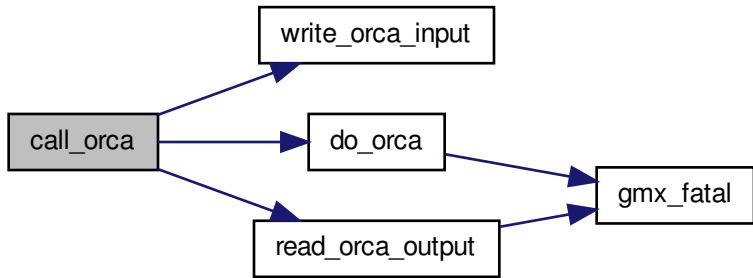 write_orca_input
call_orca
do_orca
gmx_fatal
read_orca_output